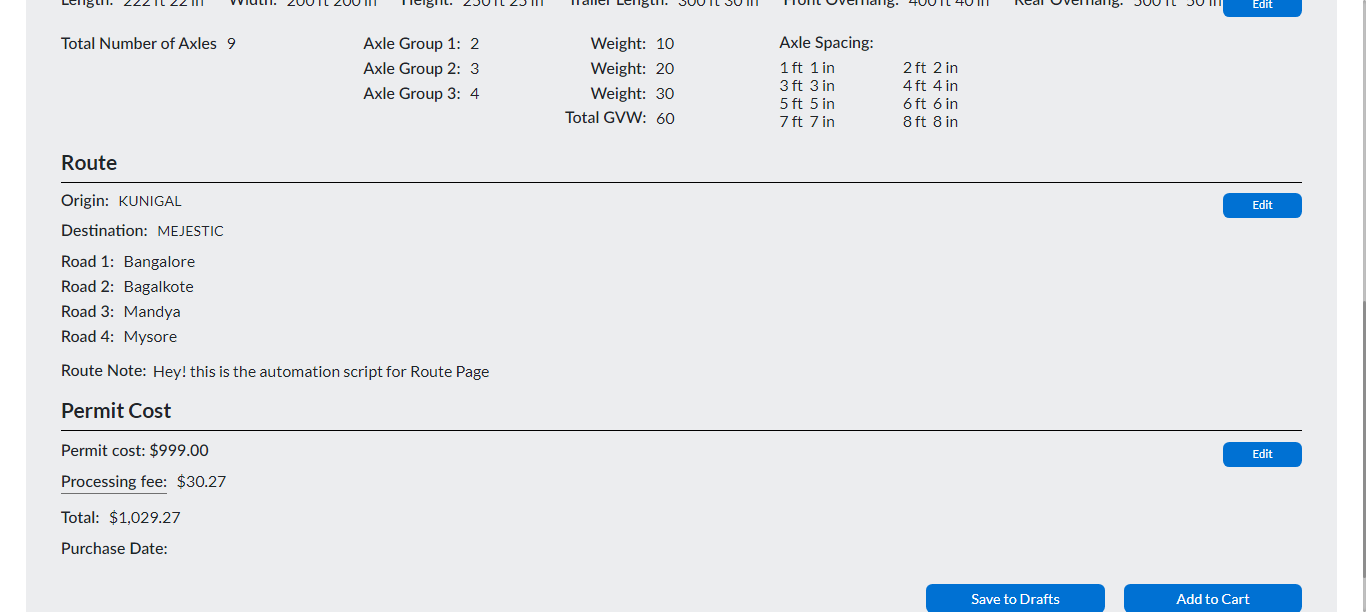 Length: 222 ft 22 in Width: 200 ft 200 in Height: 250 ft 25 in Trailer Length: 300 ft 30 in Front Overhang: 400 ft 40 in Rear Overhang: 500 ft 50 in Edit
Total Number of Axles 9 Axle Group 1: 2 Weight: 10 Axle Spacing:
Axle Group 2: 3 Weight: 20 1 ft 1 in 2 ft 2 in
3 ft 3 in 4 ft 4 in
Axle Group 3: 4 Weight: 30 5 ft 5 in 6 ft 6 in
Total GVW: 60 7 ft 7 in 8 ft 8 in
Route
Origin: KUNIGAL Edit
Destination: MEJESTIC
Road 1: Bangalore
Road 2: Bagalkote
Road 3: Mandya
Road 4: Mysore
Route Note: Hey! this is the automation script for Route Page
Permit Cost
Permit cost: $999.00 Edit
Processing fee: $30.27
Total: $1,029.27
Purchase Date:
Save to Drafts Add to Cart